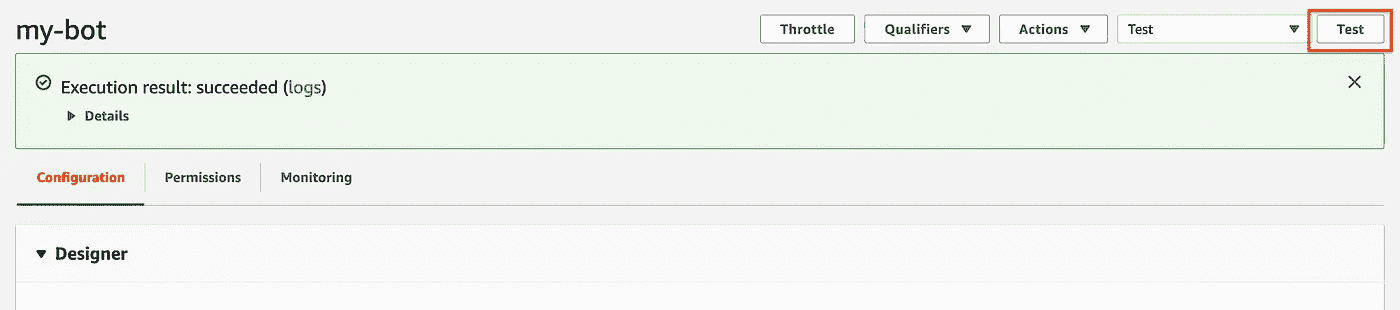 my-bot
Throttle Qualifiers Actions Test Test
Execution result: succeeded (logs)
Details
Configuration Permissions Monitoring
Designer